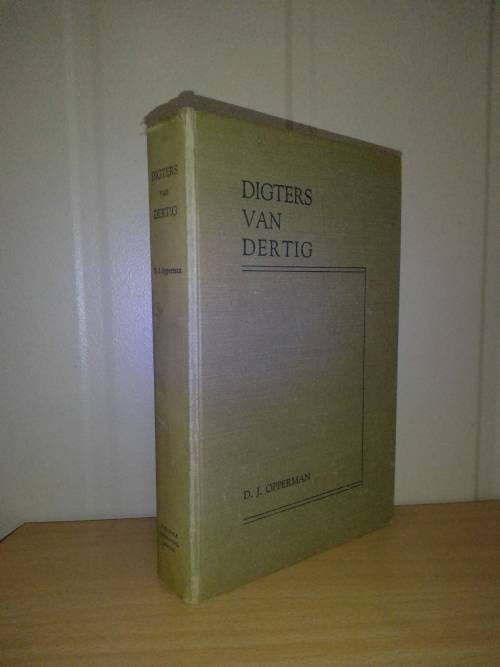 DIGTERS
VAN
DERTIG
D. J. Opperman
DIGTERS
VAN
DERTIG
D. J. OPPERMAN